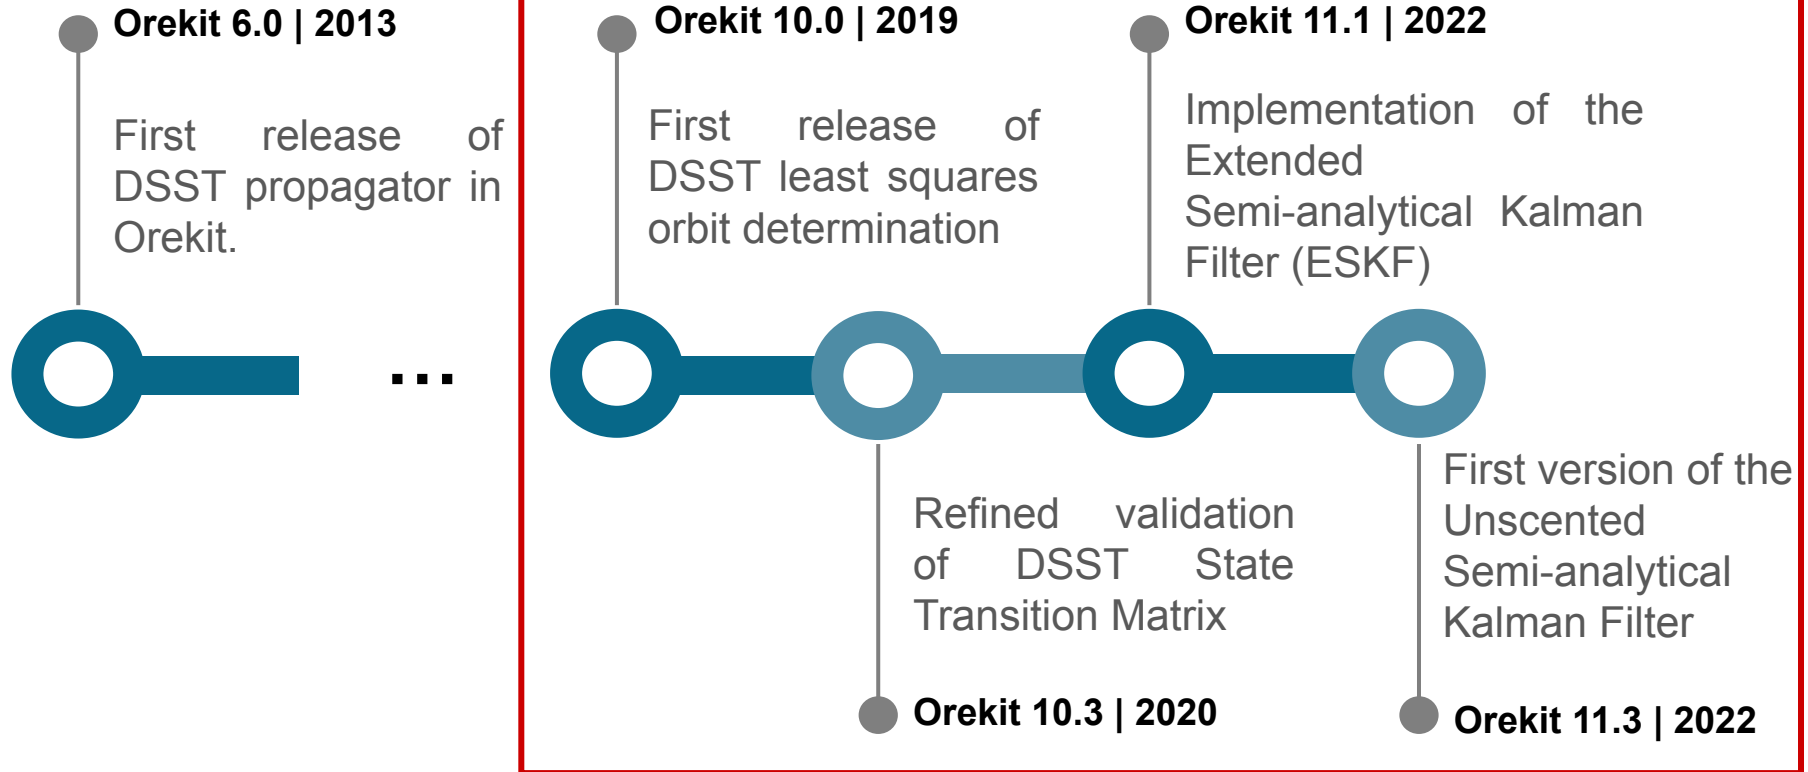 Orekit 6.0 | 2013
First release of
DSST propagator in
Orekit.
...
Orekit 10.0 | 2019
First release of
DSST least squares
orbit determination
Refined validation
of DSST State
Transition Matrix
Orekit 10.3 | 2020
Orekit 11.1 | 2022
Implementation of the
Extended
Semi-analytical Kalman
Filter (ESKF)
First version of the
Unscented
Semi-analytical
Kalman Filter
Orekit 11.3 | 2022